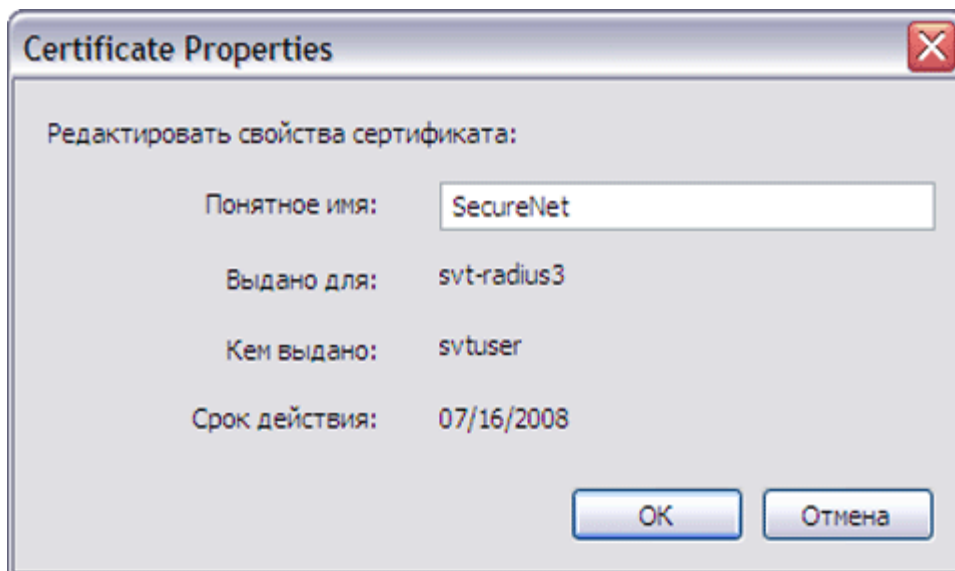 Certificate Properties
Редактировать свойства сертификата:
Понятное имя: SecureNet
Выдано для: svt-radius3
Кем выдано: svtuser
Срок действия: 07/16/2008
OK Отмена